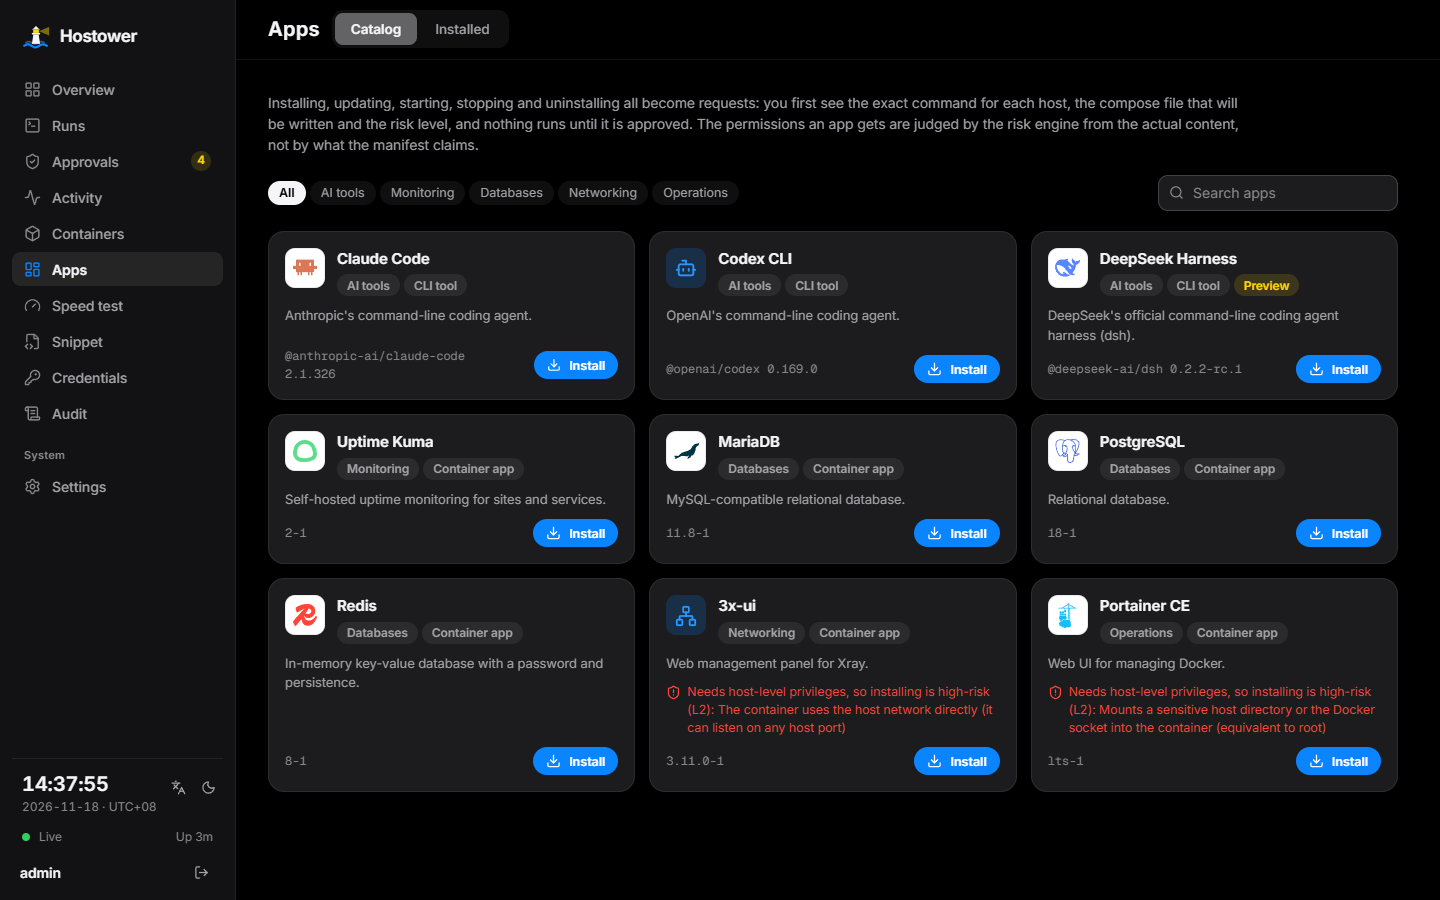 Hostower
Overview
Runs
Approvals 4
Activity
Containers
Apps
Speed test
Snippet
Credentials
Audit
System
Settings
14:37:55
2026-11-18 · UTC+08
Live Up 3m
admin
Apps Catalog Installed
Installing, updating, starting, stopping and uninstalling all become requests: you first see the exact command for each host, the compose file that will
be written and the risk level, and nothing runs until it is approved. The permissions an app gets are judged by the risk engine from the actual content,
not by what the manifest claims.
All AI tools Monitoring Databases Networking Operations
Search apps
Claude Code
AI tools CLI tool
Anthropic's command-line coding agent.
@anthropic-ai/claude-code
2.1.326
Install
Codex CLI
AI tools CLI tool
OpenAI's command-line coding agent.
@openai/codex 0.169.0
Install
DeepSeek Harness
AI tools CLI tool Preview
DeepSeek's official command-line coding agent
harness (dsh).
@deepseek-ai/dsh 0.2.2-rc.1
Install
Uptime Kuma
Monitoring Container app
Self-hosted uptime monitoring for sites and services.
2-1
Install
MariaDB
Databases Container app
MySQL-compatible relational database.
11.8-1
Install
PostgreSQL
Databases Container app
Relational database.
18-1
Install
Redis
Databases Container app
In-memory key-value database with a password and
persistence.
8-1
Install
3x-ui
Networking Container app
Web management panel for Xray.
Needs host-level privileges, so installing is high-risk
(L2): The container uses the host network directly (it
can listen on any host port)
3.11.0-1
Install
Portainer CE
Operations Container app
Web UI for managing Docker.
Needs host-level privileges, so installing is high-risk
(L2): Mounts a sensitive host directory or the Docker
socket into the container (equivalent to root)
lts-1
Install